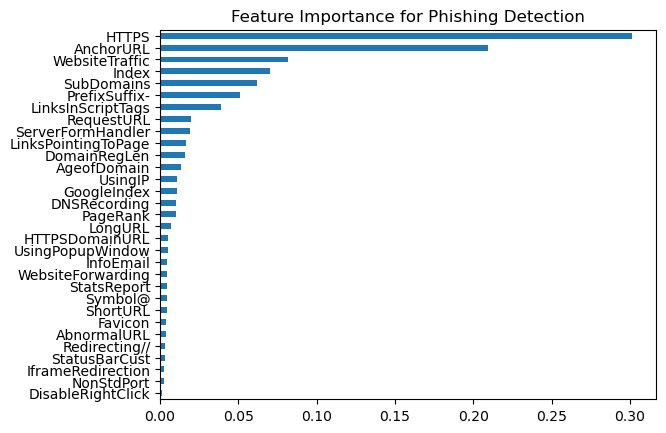 Feature Importance for Phishing Detection
HTTPS
AnchorURL
WebsiteTraffic
Index
SubDomains
PrefixSuffix-
LinksInScriptTags
RequestURL
ServerFormHandler
LinksPointingToPage
DomainRegLen
AgeofDomain
UsingIP
GoogleIndex
DNSRecording
PageRank
LongURL
HTTPSDomainURL
UsingPopupWindow
InfoEmail
WebsiteForwarding
StatsReport
Symbol@
ShortURL
Favicon
AbnormalURL
Redirecting//
StatusBarCust
IframeRedirection
NonStdPort
DisableRightClick
0.00 0.05 0.10 0.15 0.20 0.25 0.30